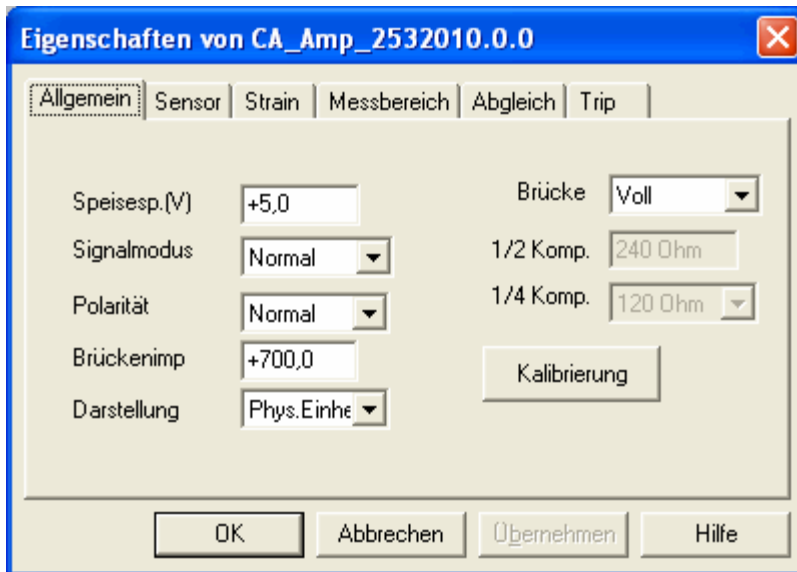 Eigenschaften von CA_Amp_2532010.0.0
Allgemein Sensor Strain Messbereich Abgleich Trip
Speisesp.(V) +5,0
Signalmodus Normal
Polarität Normal
Brückenimp +700,0
Darstellung Phys.Einhe
Brücke Voll
1/2 Komp. 240 Ohm
1/4 Komp. 120 Ohm
Kalibrierung
OK Abbrechen Übernehmen Hilfe